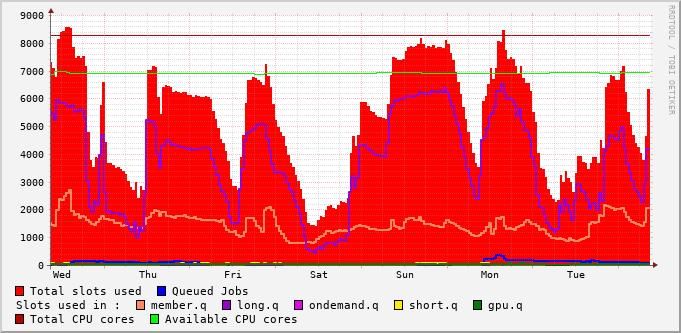 9000
8000
7000
6000
5000
4000
3000
2000
1000
0
Wed Thu Fri Sat Sun Mon Tue
RRDTOOL / TOBI OETIKER
Total slots used Queued Jobs
Slots used in : member.q long.q ondemand.q short.q gpu.q
Total CPU cores Available CPU cores